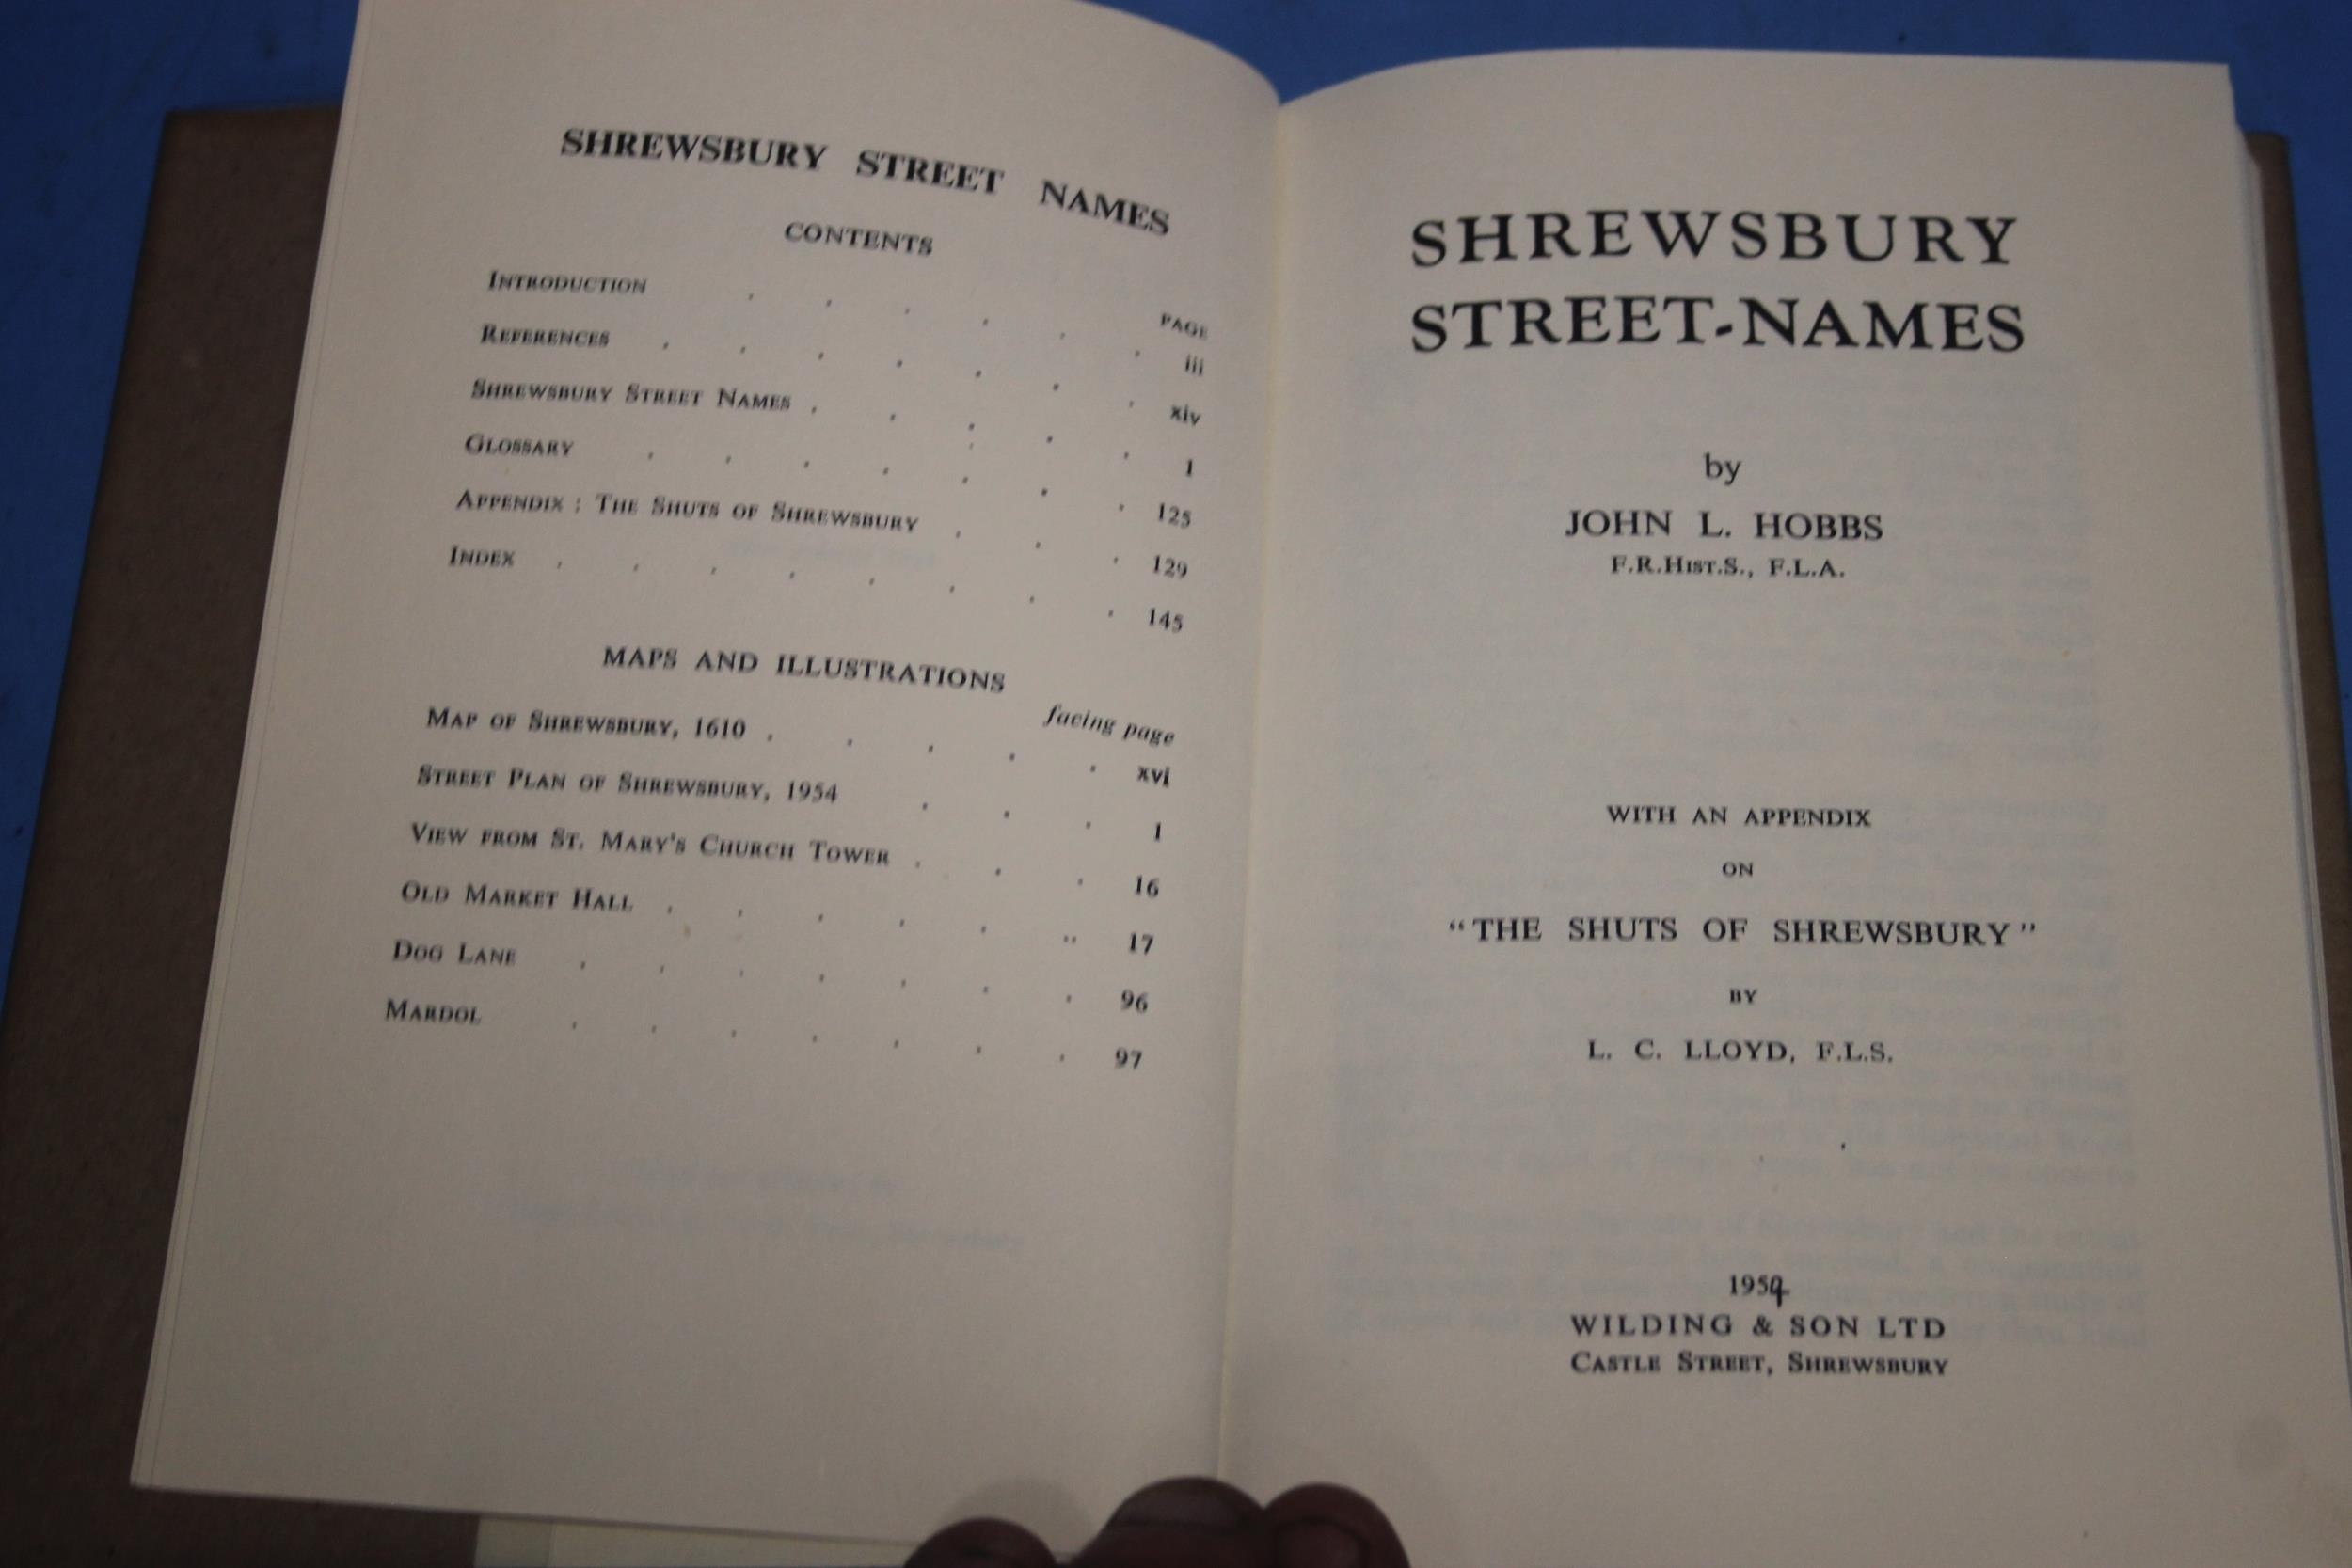 SHREWSBURY STREET NAMES
CONTENTS
PAGE
INTRODUCTION . . . . . . iii
REFERENCES . . . . . . . xiv
SHREWSBURY STREET NAMES . . . . . 1
GLOSSARY . . . . . . . 125
APPENDIX : THE SHUTS OF SHREWSBURY . . . 129
INDEX . . . . . . . . 145
MAPS AND ILLUSTRATIONS
facing page
MAP OF SHREWSBURY, 1610 . . . . . xvi
STREET PLAN OF SHREWSBURY, 1954 . . . 1
VIEW FROM ST. MARY'S CHURCH TOWER . . . 16
OLD MARKET HALL . . . . . " 17
DOG LANE . . . . . . . 96
MARDOL . . . . . . . 97
SHREWSBURY
STREET-NAMES
by
JOHN L. HOBBS
F.R.HIST.S., F.L.A.
WITH AN APPENDIX
ON
“THE SHUTS OF SHREWSBURY”
BY
L. C. LLOYD, F.L.S.
1954
WILDING & SON LTD
CASTLE STREET, SHREWSBURY